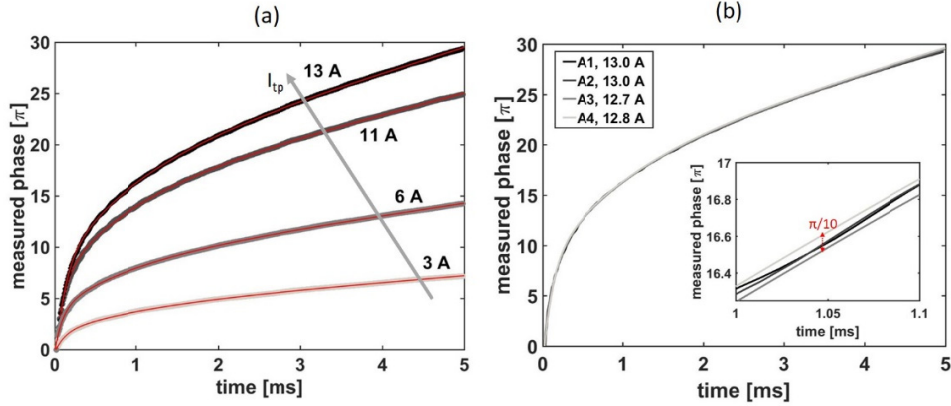 (a)
(b)
30
25
20
15
10
5
0
measured phase [π]
13 A
I_tp
11 A
6 A
3 A
0 1 2 3 4 5
time [ms]
30
25
20
15
10
5
0
measured phase [π]
A1, 13.0 A
A2, 13.0 A
A3, 12.7 A
A4, 12.8 A
17
16.8
16.6
16.4
measured phase [π]
π/10
1 1.05 1.1
time [ms]
0 1 2 3 4 5
time [ms]